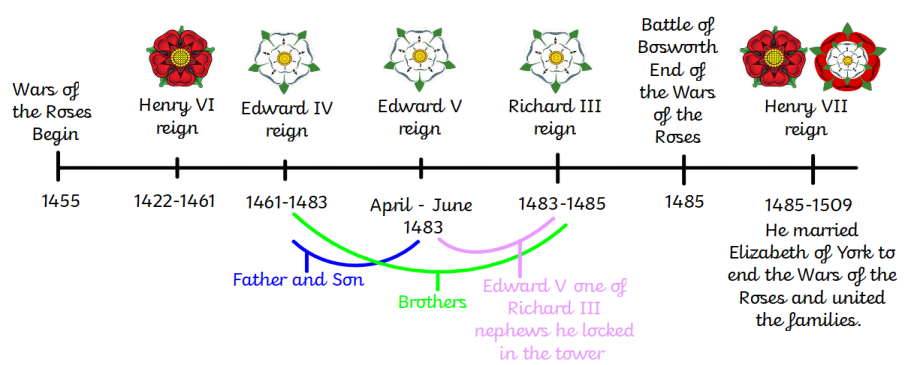 Wars of
the Roses
Begin
Henry VI
reign
Edward IV
reign
Edward V
reign
Richard III
reign
Battle of
Bosworth
End of
the Wars
of the
Roses
Henry VII
reign
1455
1422-1461
1461-1483
April - June
1483
1483-1485
1485
1485-1509
He married
Elizabeth of York to
end the Wars of the
Roses and united
the families.
Father and Son
Brothers
Edward V one of
Richard III
nephews he locked
in the tower